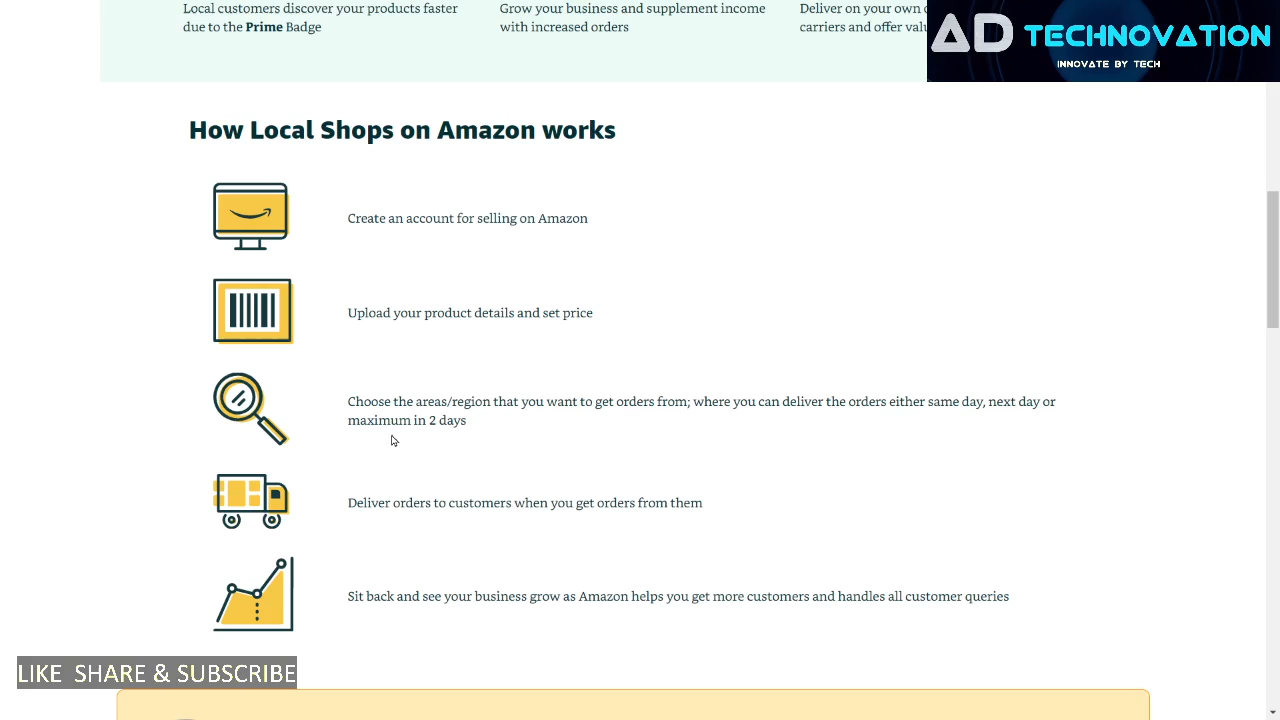 Local customers discover your products faster
due to the Prime Badge
Grow your business and supplement income
with increased orders
Deliver on your own
carriers and offer
AD TECHNOVATION
INNOVATE BY TECH
How Local Shops on Amazon works
Create an account for selling on Amazon
Upload your product details and set price
Choose the areas/region that you want to get orders from; where you can deliver the orders either same day, next day or
maximum in 2 days
Deliver orders to customers when you get orders from them
Sit back and see your business grow as Amazon helps you get more customers and handles all customer queries
LIKE SHARE & SUBSCRIBE